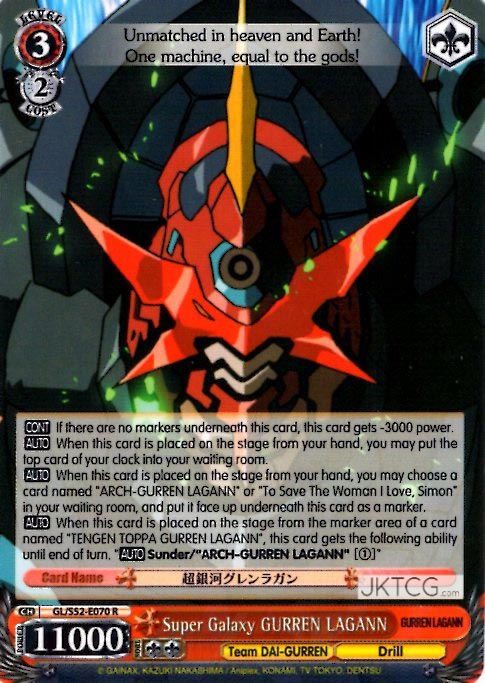 LEVEL
3
2
COST
Unmatched in heaven and Earth!
One machine, equal to the gods!
CONT If there are no markers underneath this card, this card gets -3000 power.
AUTO When this card is placed on the stage from your hand, you may put the
top card of your clock into your waiting room.
AUTO When this card is placed on the stage from your hand, you may choose a
card named "ARCH-GURREN LAGANN" or "To Save The Woman I Love, Simon"
in your waiting room, and put it face up underneath this card as a marker.
AUTO When this card is placed on the stage from the marker area of a card
named "TENGEN TOPPA GURREN LAGANN", this card gets the following ability
until end of turn. "AUTO Sunder/"ARCH-GURREN LAGANN" [①]"
Card Name 超銀河グレンラガン
JKTCG.com
CH GL/S52-E070 R
Super Galaxy GURREN LAGANN GURREN LAGANN
POWER 11000 SOUL Team DAI-GURREN Drill
© GAINAX, KAZUKI NAKASHIMA / Aniplex, KONAMI, TV TOKYO, DENTSU